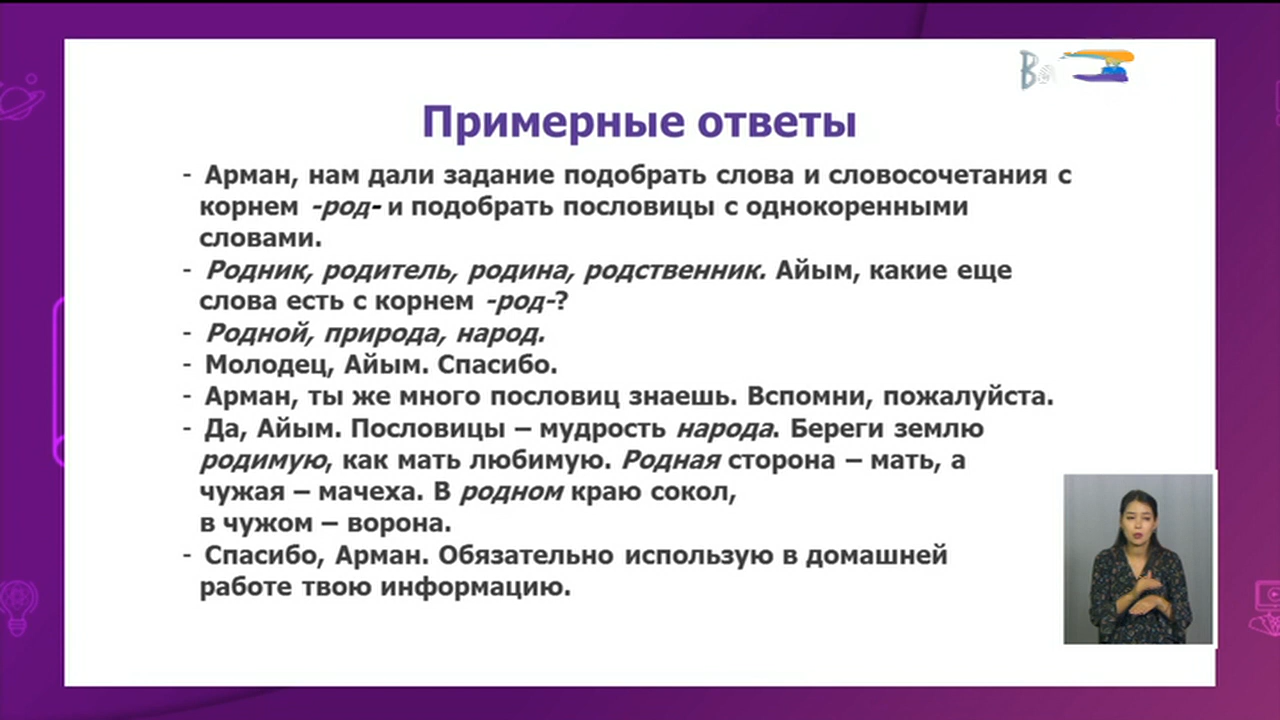 Примерные ответы
- Арман, нам дали задание подобрать слова и словосочетания с
корнем -род- и подобрать пословицы с однокоренными
словами.
- Родник, родитель, родина, родственник. Айым, какие еще
слова есть с корнем -род-?
- Родной, природа, народ.
- Молодец, Айым. Спасибо.
- Арман, ты же много пословиц знаешь. Вспомни, пожалуйста.
- Да, Айым. Пословицы – мудрость народа. Береги землю
родимую, как мать любимую. Родная сторона – мать, а
чужая – мачеха. В родном краю сокол,
в чужом – ворона.
- Спасибо, Арман. Обязательно использую в домашней
работе твою информацию.